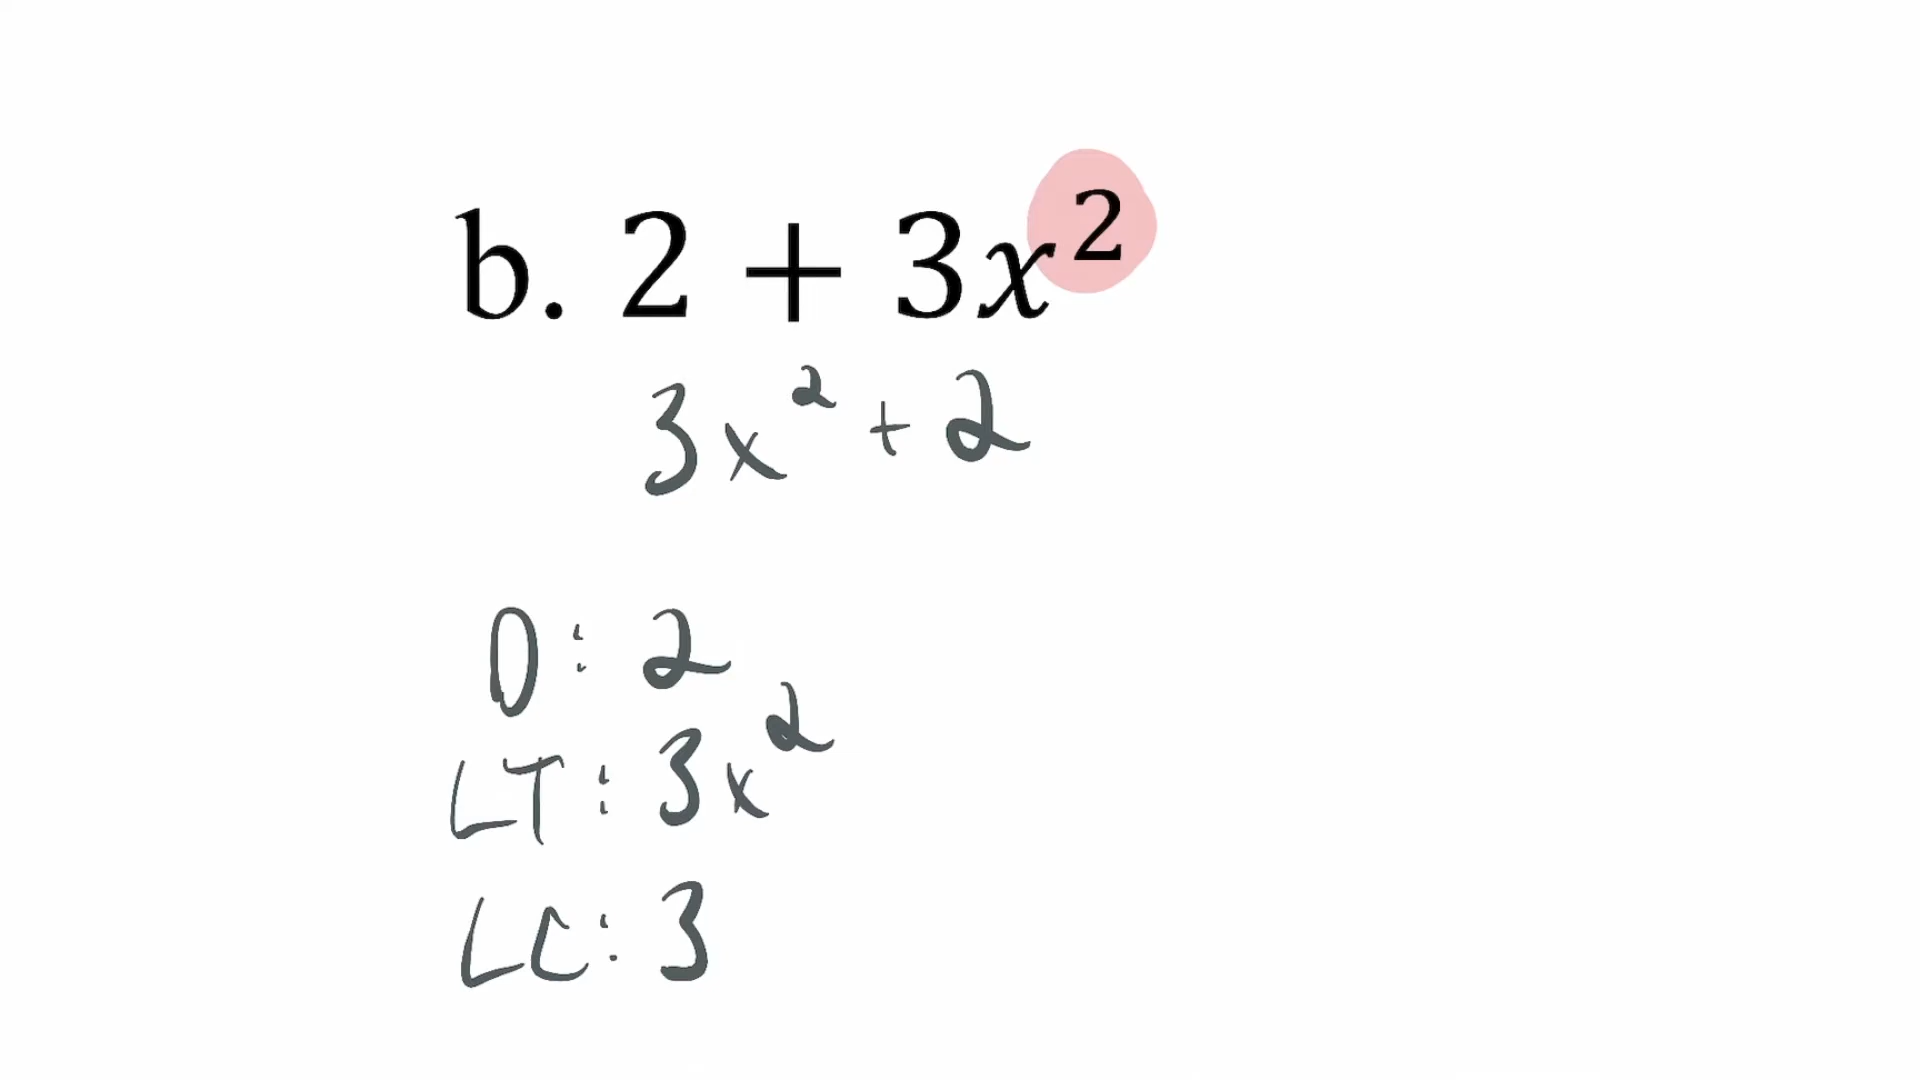 b. 2 + 3x²
3x² + 2
D: 2
LT: 3x²
LC: 3